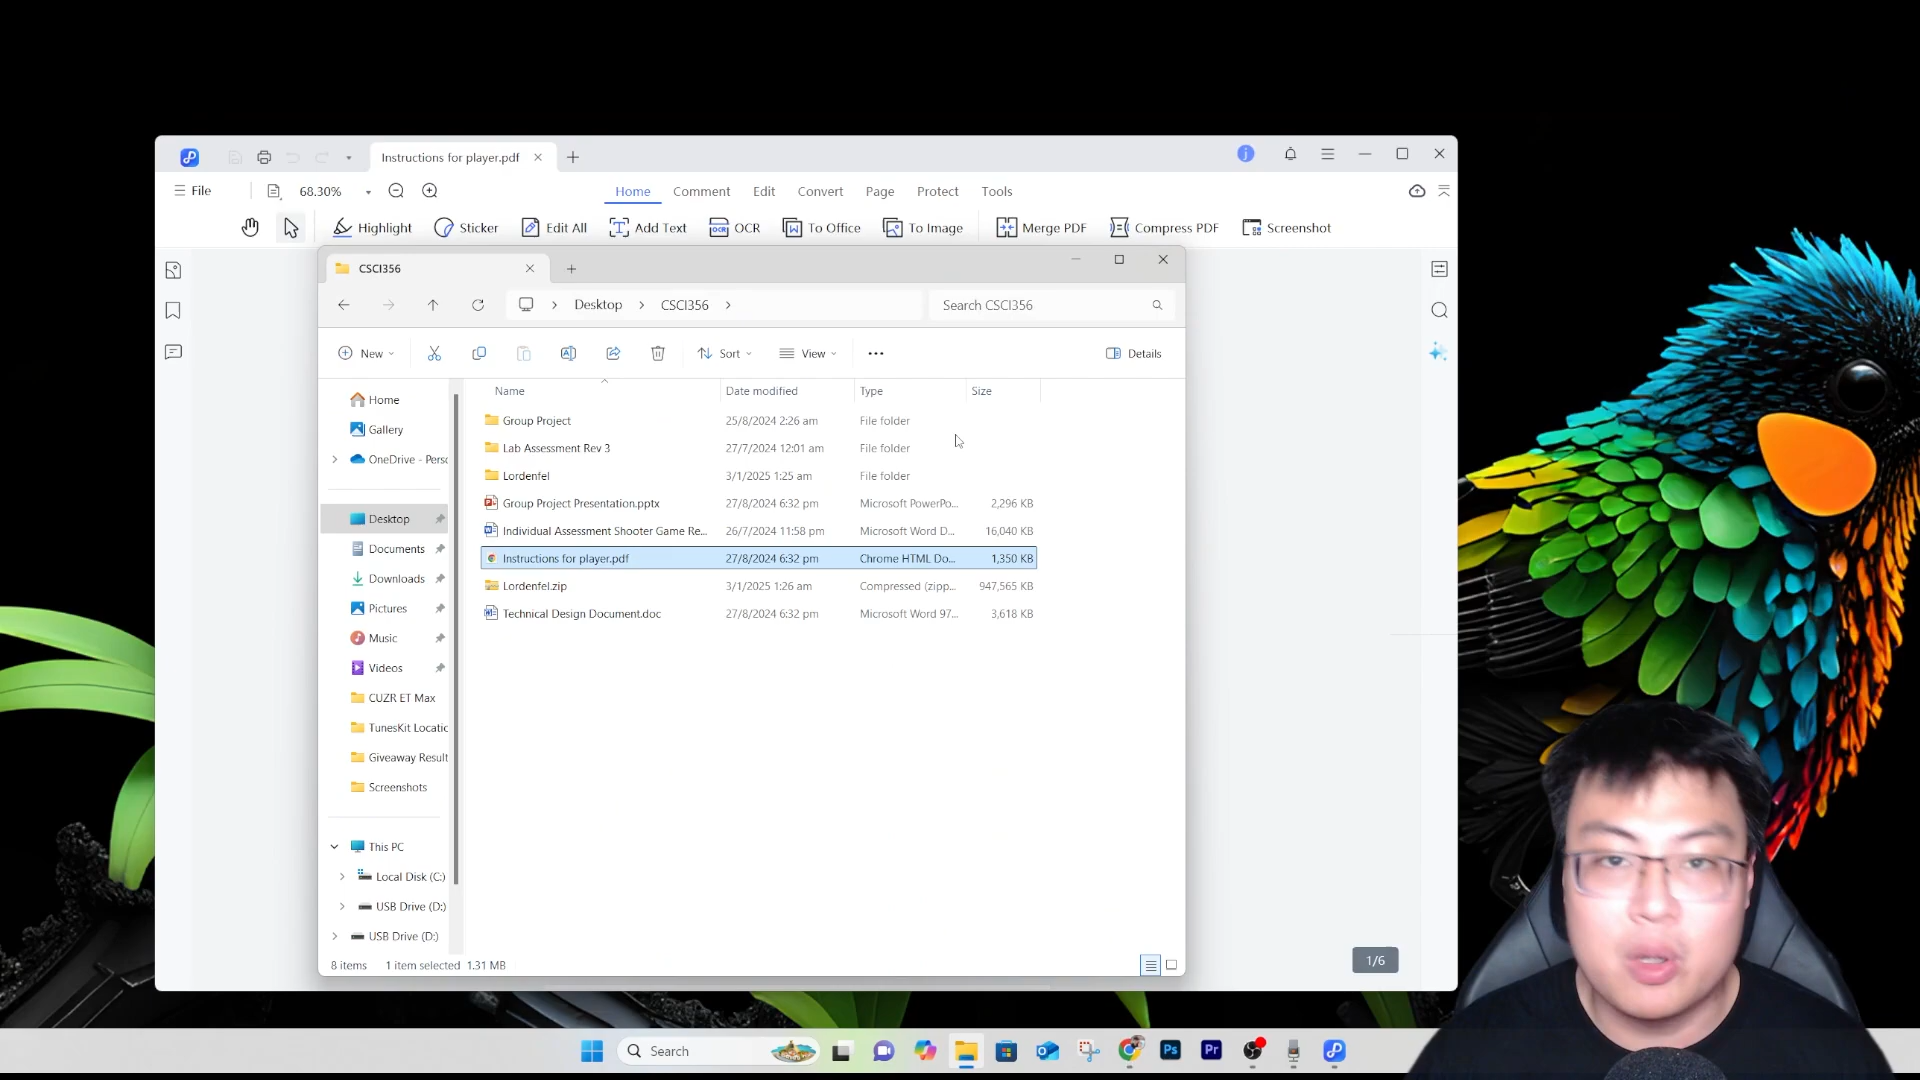 Instructions for player.pdf
File
68.30%
Home
Comment
Edit
Convert
Page
Protect
Tools
Highlight
Sticker
Edit All
Add Text
OCR
OCR
To Office
To Image
Merge PDF
Compress PDF
Screenshot
CSCI356
Desktop
CSCI356
Search CSCI356
New
Sort
View
Details
Home
Gallery
OneDrive - Perso
Desktop
Documents
Downloads
Pictures
Music
Videos
CUZR ET Max
TunesKit Locatic
Giveaway Result
Screenshots
This PC
Local Disk (C:)
USB Drive (D:)
USB Drive (D:)
Name Date modified Type Size
Group Project 25/8/2024 2:26 am File folder
Lab Assessment Rev 3 27/7/2024 12:01 am File folder
Lordenfel 3/1/2025 1:25 am File folder
Group Project Presentation.pptx 27/8/2024 6:32 pm Microsoft PowerPo... 2,296 KB
Individual Assessment Shooter Game Re... 26/7/2024 11:58 pm Microsoft Word D... 16,040 KB
Instructions for player.pdf 27/8/2024 6:32 pm Chrome HTML Do... 1,350 KB
Lordenfel.zip 3/1/2025 1:26 am Compressed (zipp... 947,565 KB
Technical Design Document.doc 27/8/2024 6:32 pm Microsoft Word 97... 3,618 KB
8 items 1 item selected 1.31 MB
1/6
Search
Ps
Pr